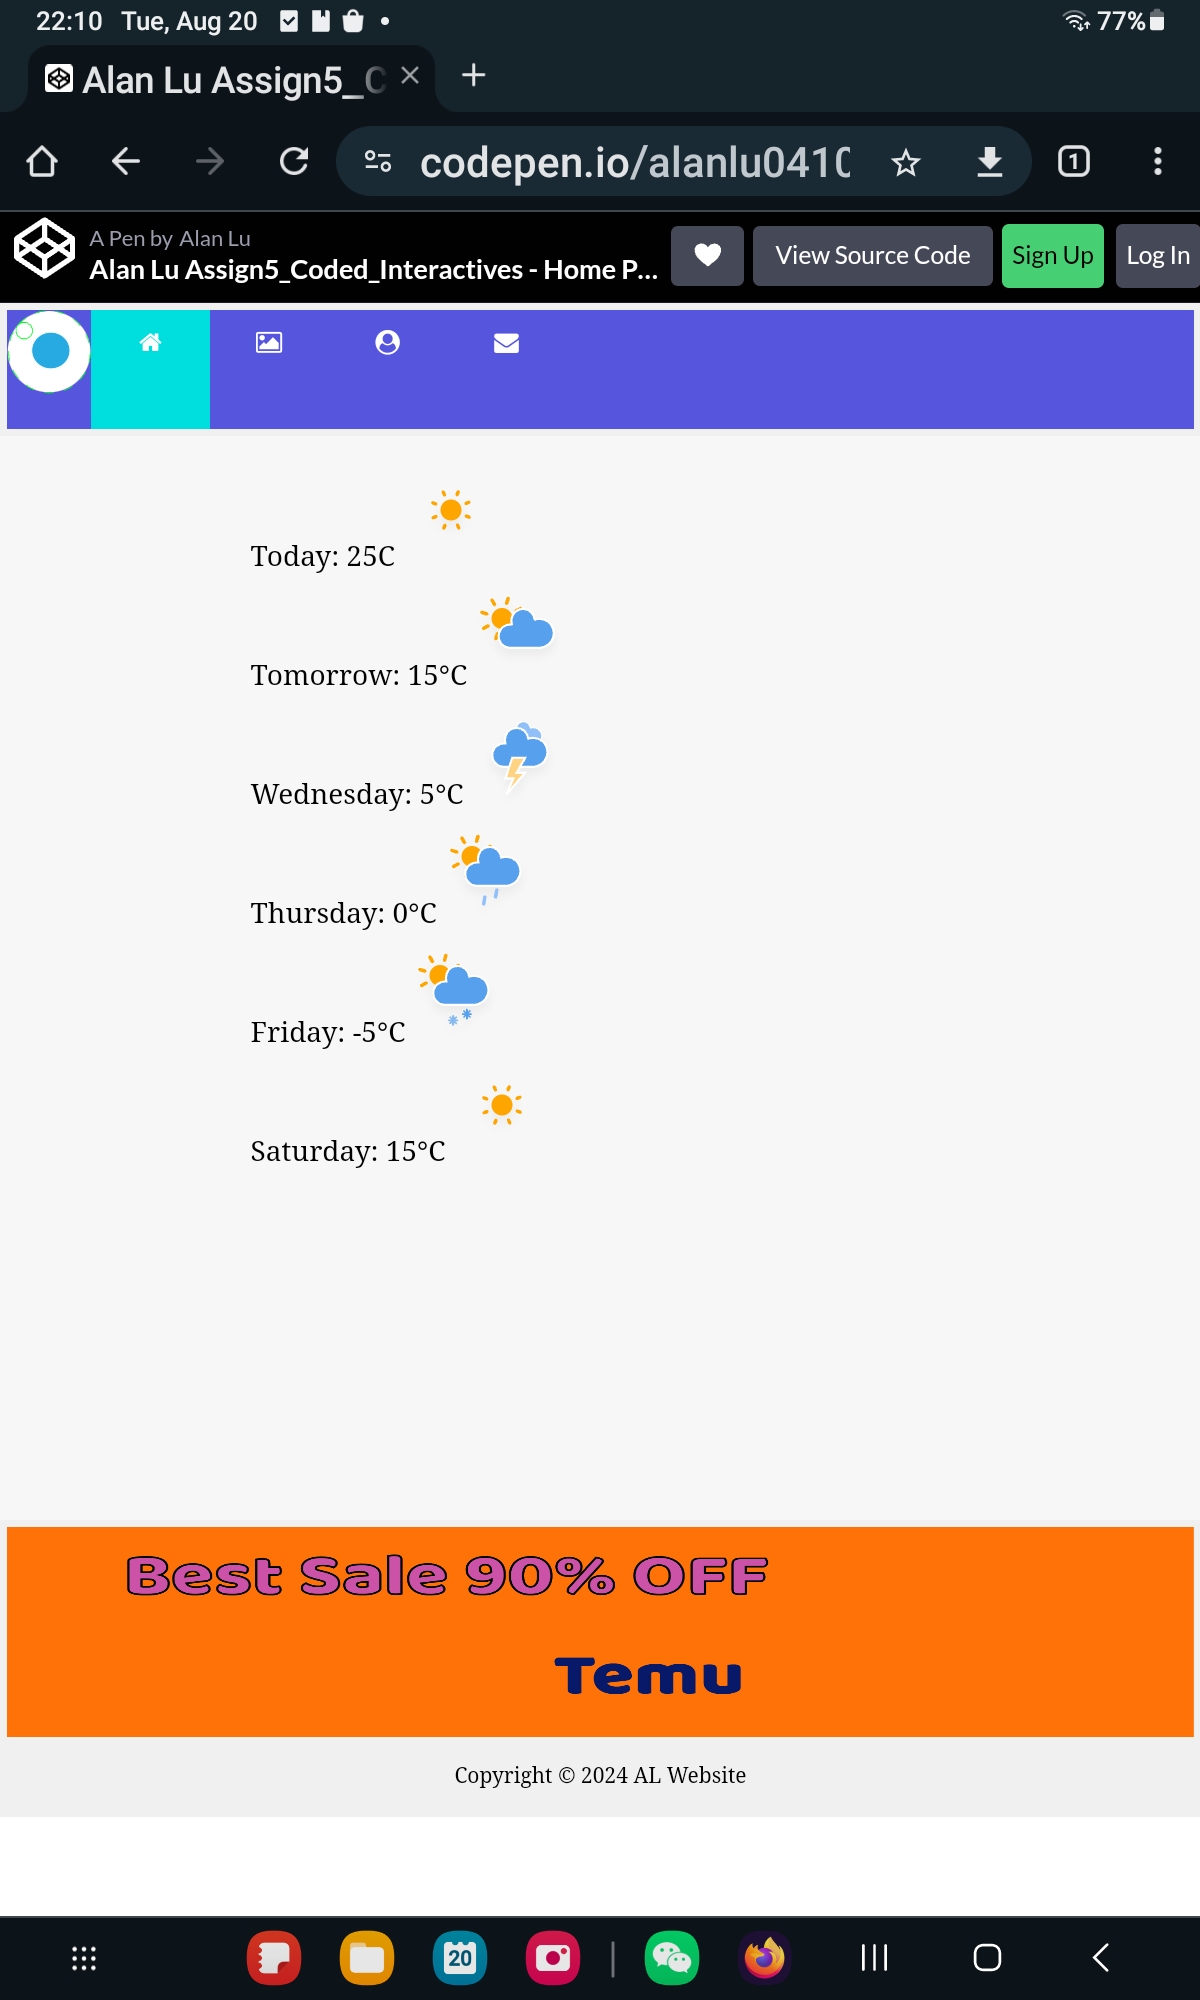 22:10 Tue, Aug 20
77%
Alan Lu Assign5_C
codepen.io/alanlu041
1
A Pen by Alan Lu
Alan Lu Assign5_Coded_Interactives - Home P...
View Source Code
Sign Up
Log In
Today: 25C
Tomorrow: 15°C
Wednesday: 5°C
Thursday: 0°C
Friday: -5°C
Saturday: 15°C
Best Sale 90% OFF
Temu
Copyright © 2024 AL Website
20